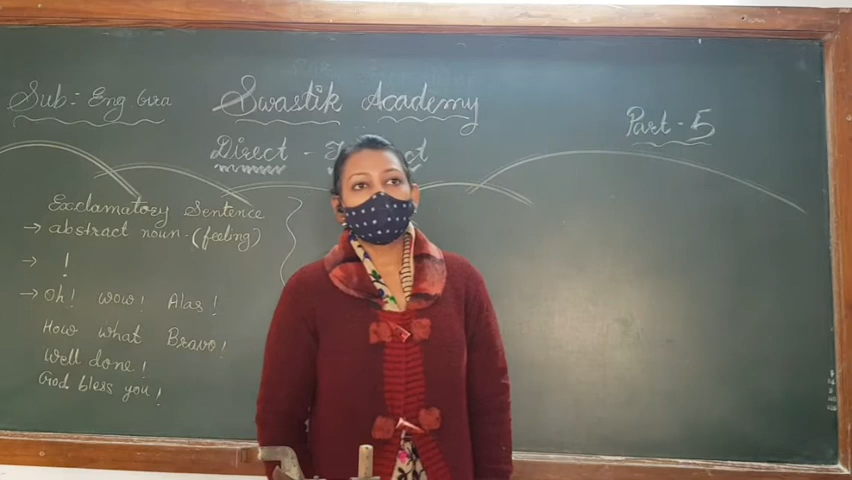 Sub:- Eng. Gra
Swastik Academy
Part - 5
Direct -
Exclamatory Sentence
→ abstract noun. (feeling)
→ !
→ Oh! wow! Alas!
How what Bravo!
Well done!
God bless you!